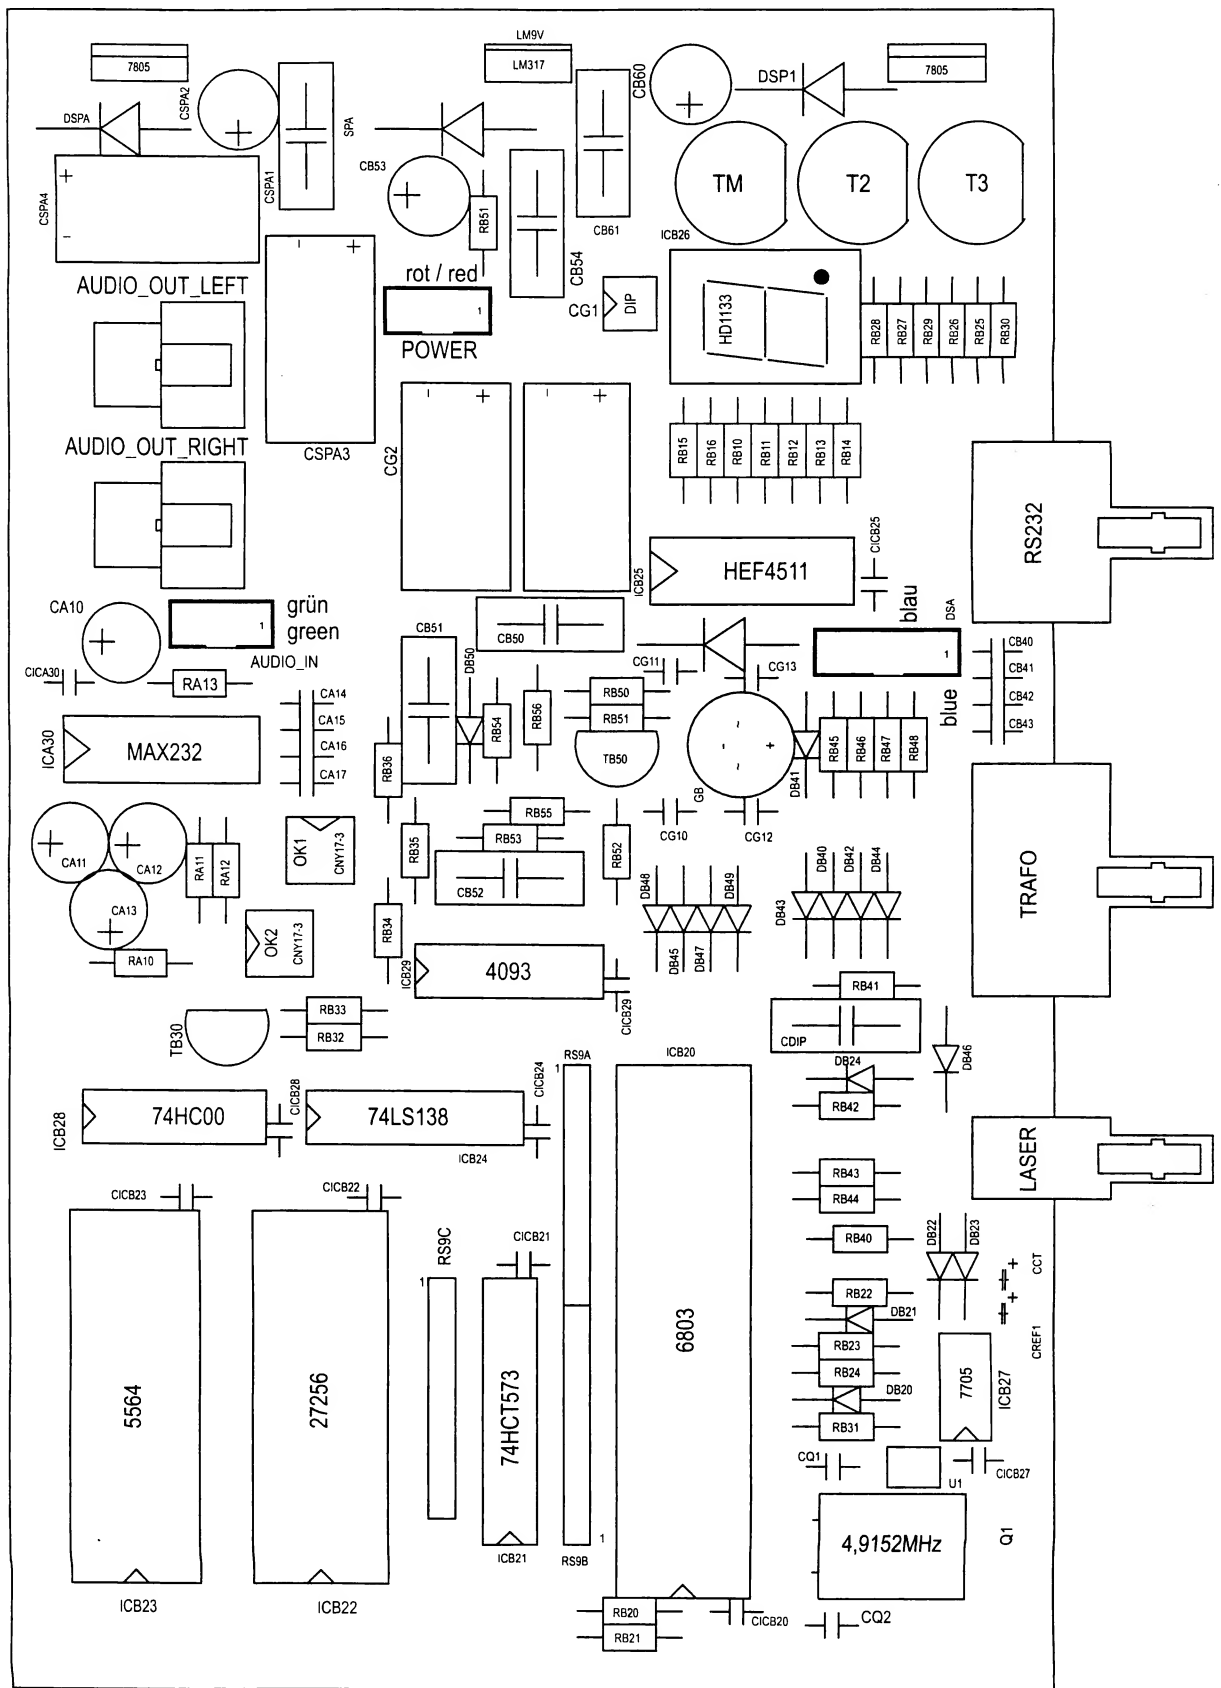 LM9V
7805
LM317
7805
CSPA2
CB60
DSP1
DSPA
SPA
CB53
CSPA4
+
-
CSPA1
RB51
CB61
CB54
ICB26
TM
T2
T3
AUDIO_OUT_LEFT
rot / red
1
POWER
CG1
DIP
HD1133
RB28
RB27
RB29
RB26
RB25
RB30
- +
CSPA3
AUDIO_OUT_RIGHT
CG2
- +
- +
RB15
RB16
RB10
RB11
RB12
RB13
RB14
RS232
ICB25
HEF4511
CICB25
CA10
1
grün
green
AUDIO_IN
CB50
blau
DSA
1
blue
CB40
CB41
CB42
CB43
CICA30
RA13
CB51
DB50
CG11
CG13
ICA30
MAX232
CA14
CA15
CA16
CA17
RB36
RB54
RB56
RB50
RB51
TB50
- +
~
~
GB
DB41
RB45
RB46
RB47
RB48
CA11
CA12
CA13
RA11
RA12
RA10
OK1
CNY17-3
OK2
CNY17-3
RB35
RB34
RB55
RB53
CB52
RB52
CG10
CG12
DB48
DB49
DB45
DB47
DB40
DB42
DB44
DB43
TRAFO
ICB29
4093
CICB29
RB41
CDIP
DB24
RB42
DB46
TB30
RB33
RB32
ICB28
74HC00
CICB28
74LS138
ICB24
CICB24
RS9A
1
ICB20
LASER
RB43
RB44
RB40
DB22
DB23
CCT
+
+
CREF1
CICB23
CICB22
CICB21
RS9C
1
RB22
DB21
RB23
RB24
DB20
RB31
7705
ICB27
5564
27256
74HCT573
6803
CQ1
U1
CICB27
ICB21
1
RS9B
4,9152MHz
Q1
ICB23
ICB22
RB20
RB21
CICB20
CQ2